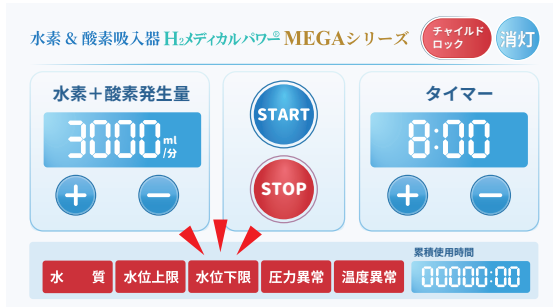 水素 & 酸素吸入器 H₂メディカルパワー® MEGAシリーズ
チャイルド
ロック
消灯
水素＋酸素発生量
3000 ml/分
＋ －
START
STOP
タイマー
8:00
＋ －
水　質
水位上限
水位下限
圧力異常
温度異常
累積使用時間
00000:00